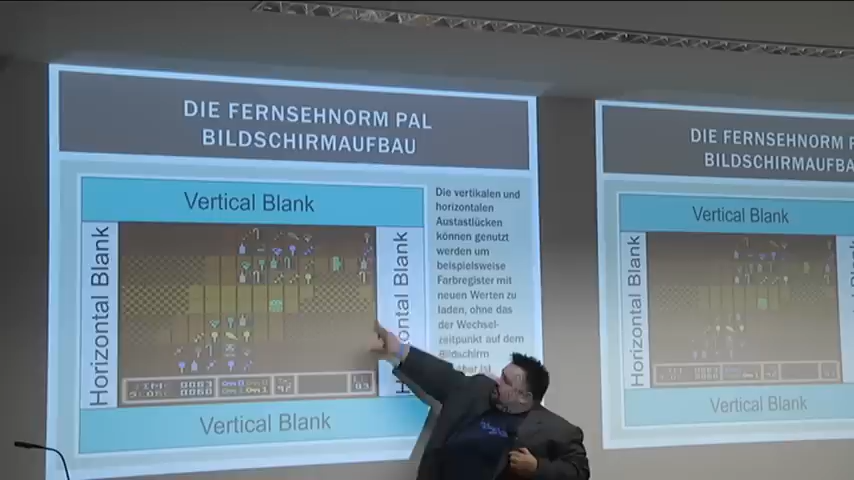 DIE FERNSEHNORM PAL
BILDSCHIRMAUFBAU
Vertical Blank
Horizontal Blank
Horizontal Blank
Die vertikalen und
horizontalen
Austastlücken
können genutzt
werden um
beispielsweise
Farbregister mit
neuen Werten zu
laden, ohne das
der Wechsel-
zeitpunkt auf dem
Bildschirm
ist.
Vertical Blank
DIE FERNSEHNORM
BILDSCHIRMAUFBA
Vertical Blank
Horizontal Blank
Vertical Blank